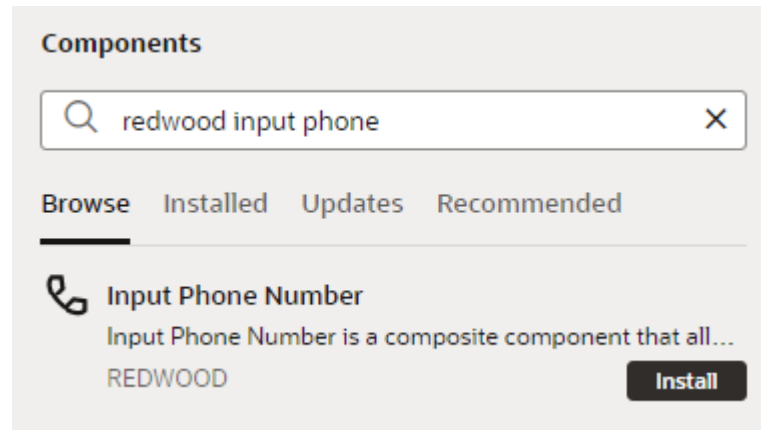 Components
redwood input phone
Browse Installed Updates Recommended
Input Phone Number
Input Phone Number is a composite component that all...
REDWOOD
Install